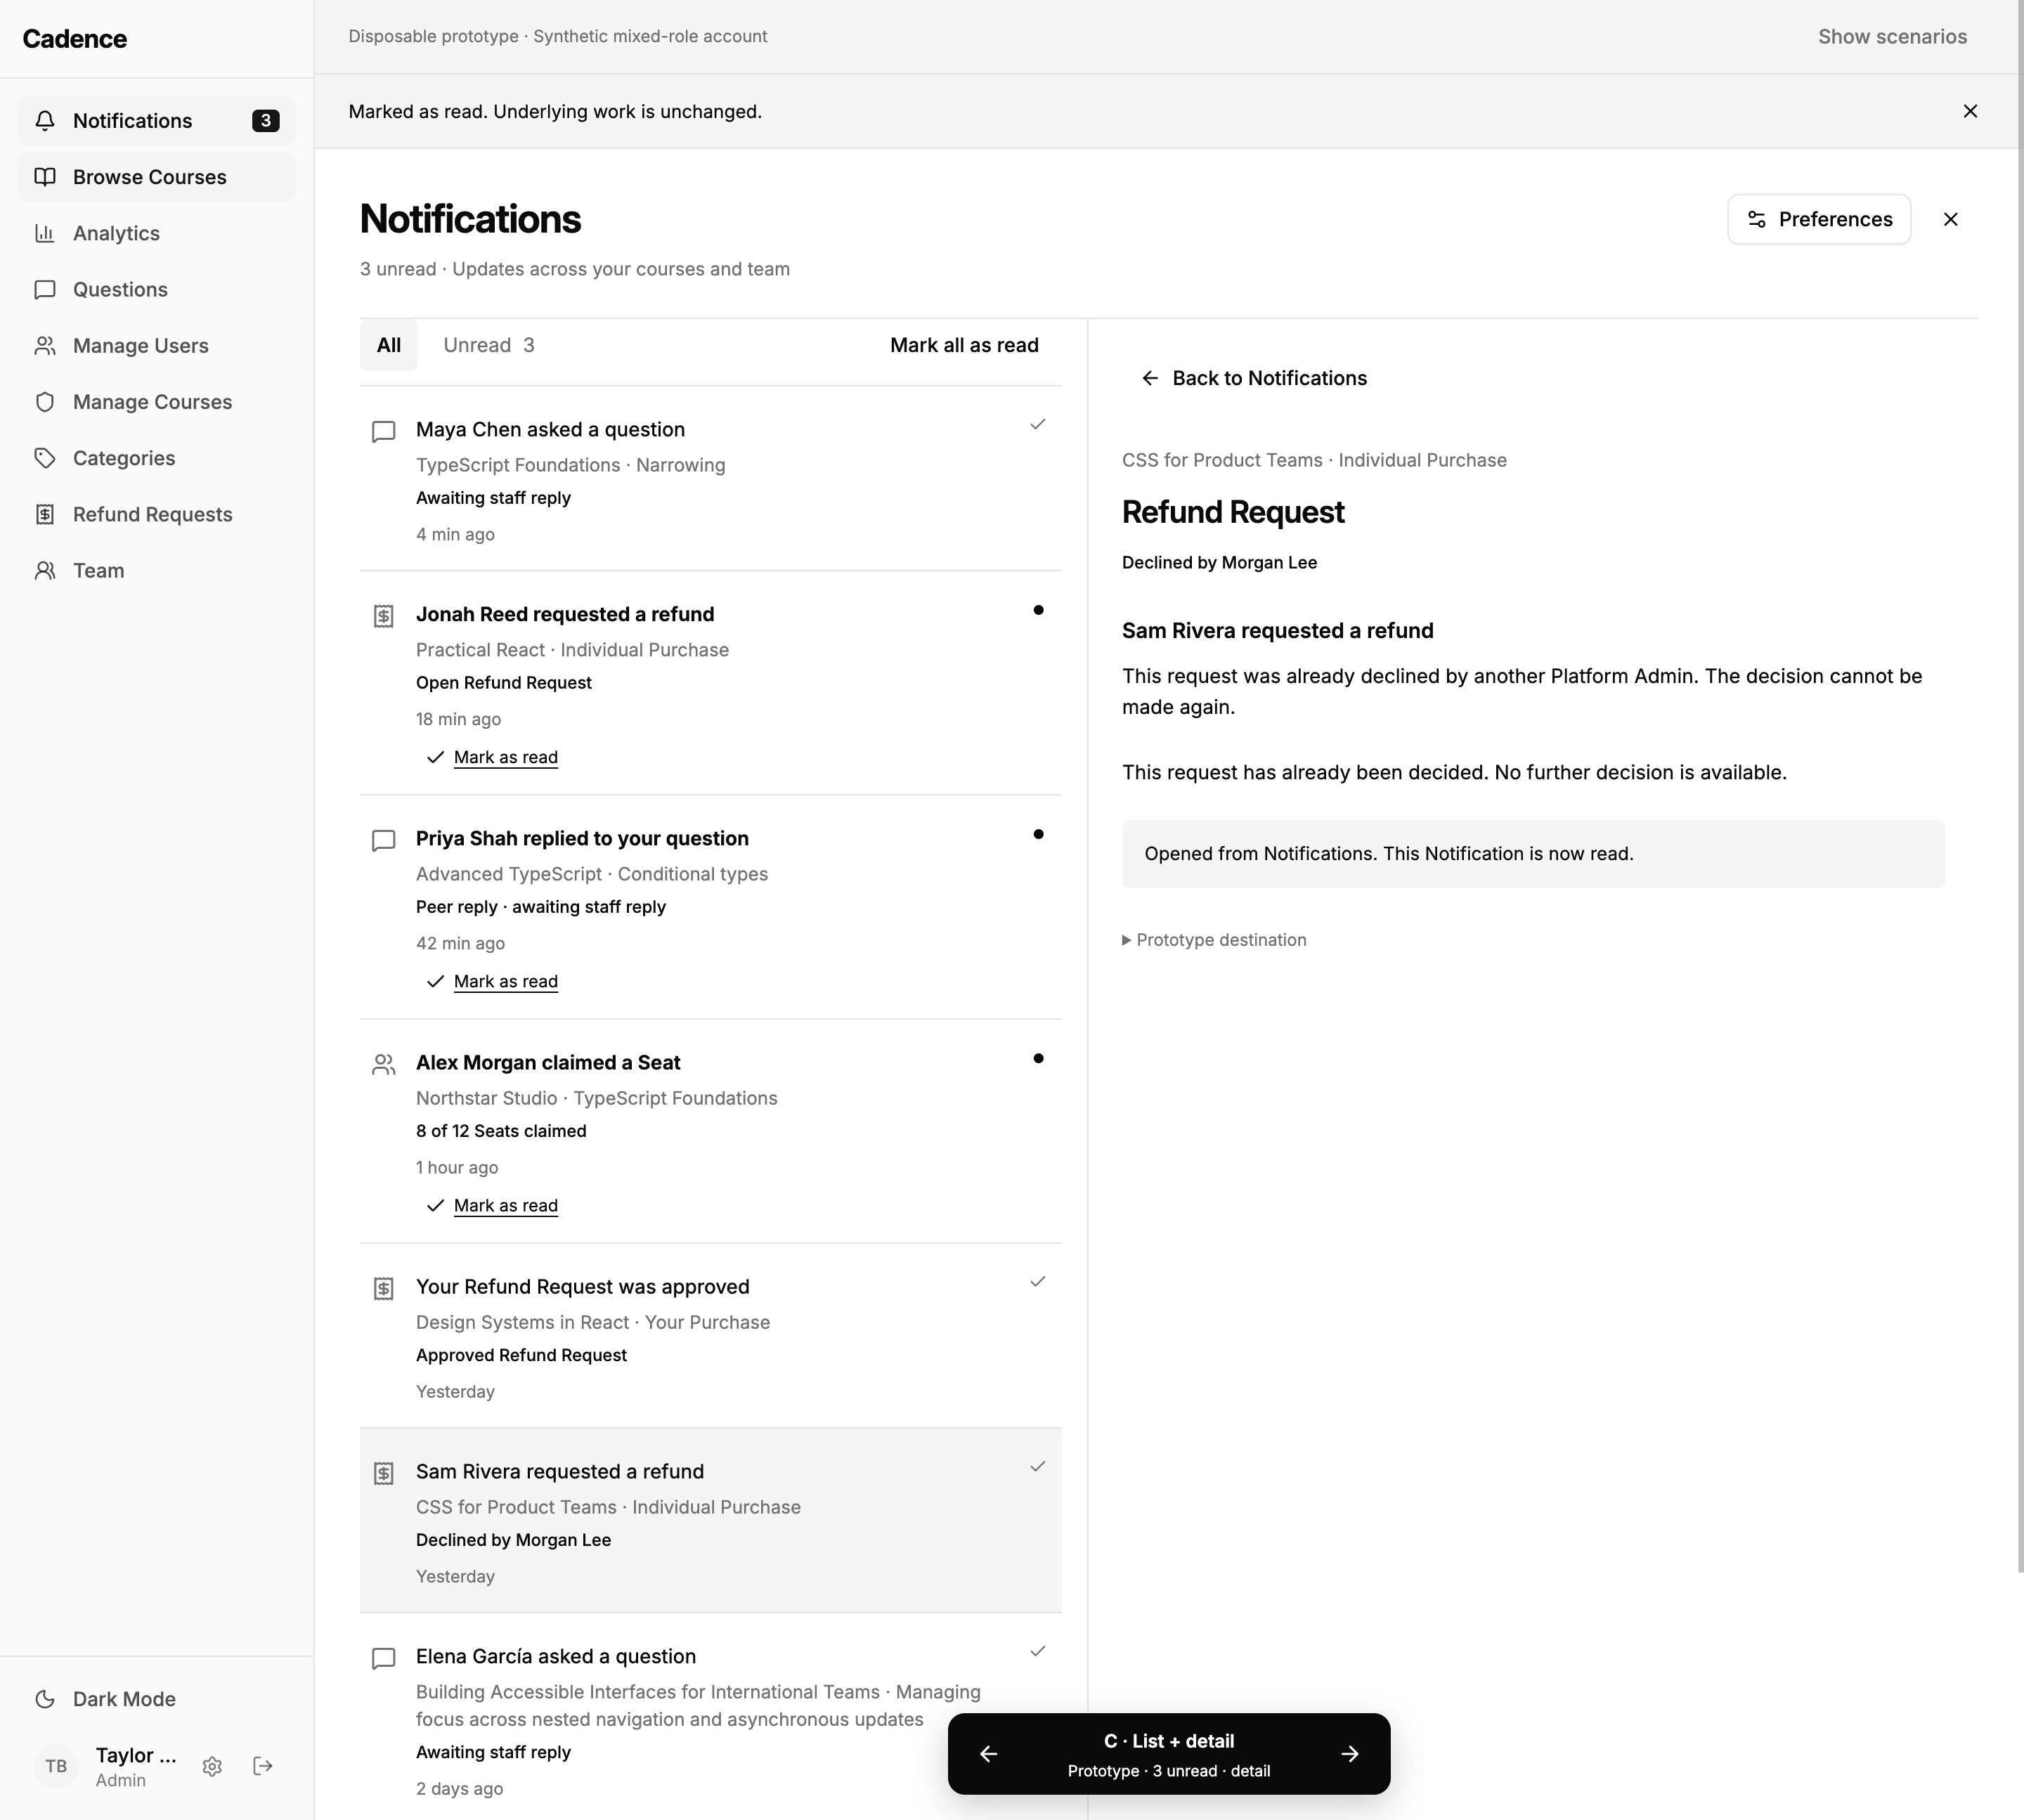 Cadence
Notifications 3
Browse Courses
Analytics
Questions
Manage Users
Manage Courses
Categories
Refund Requests
Team
Dark Mode
TB
Taylor ...
Admin
Disposable prototype · Synthetic mixed-role account
Show scenarios
Marked as read. Underlying work is unchanged.
Notifications
Preferences
3 unread · Updates across your courses and team
All
Unread 3
Mark all as read
Maya Chen asked a question
TypeScript Foundations · Narrowing
Awaiting staff reply
4 min ago
Jonah Reed requested a refund
Practical React · Individual Purchase
Open Refund Request
18 min ago
Mark as read
Priya Shah replied to your question
Advanced TypeScript · Conditional types
Peer reply · awaiting staff reply
42 min ago
Mark as read
Alex Morgan claimed a Seat
Northstar Studio · TypeScript Foundations
8 of 12 Seats claimed
1 hour ago
Mark as read
Your Refund Request was approved
Design Systems in React · Your Purchase
Approved Refund Request
Yesterday
Sam Rivera requested a refund
CSS for Product Teams · Individual Purchase
Declined by Morgan Lee
Yesterday
Elena García asked a question
Building Accessible Interfaces for International Teams · Managing
focus across nested navigation and asynchronous updates
Awaiting staff reply
2 days ago
Back to Notifications
CSS for Product Teams · Individual Purchase
Refund Request
Declined by Morgan Lee
Sam Rivera requested a refund
This request was already declined by another Platform Admin. The decision cannot be
made again.
This request has already been decided. No further decision is available.
Opened from Notifications. This Notification is now read.
Prototype destination
C · List + detail
Prototype · 3 unread · detail